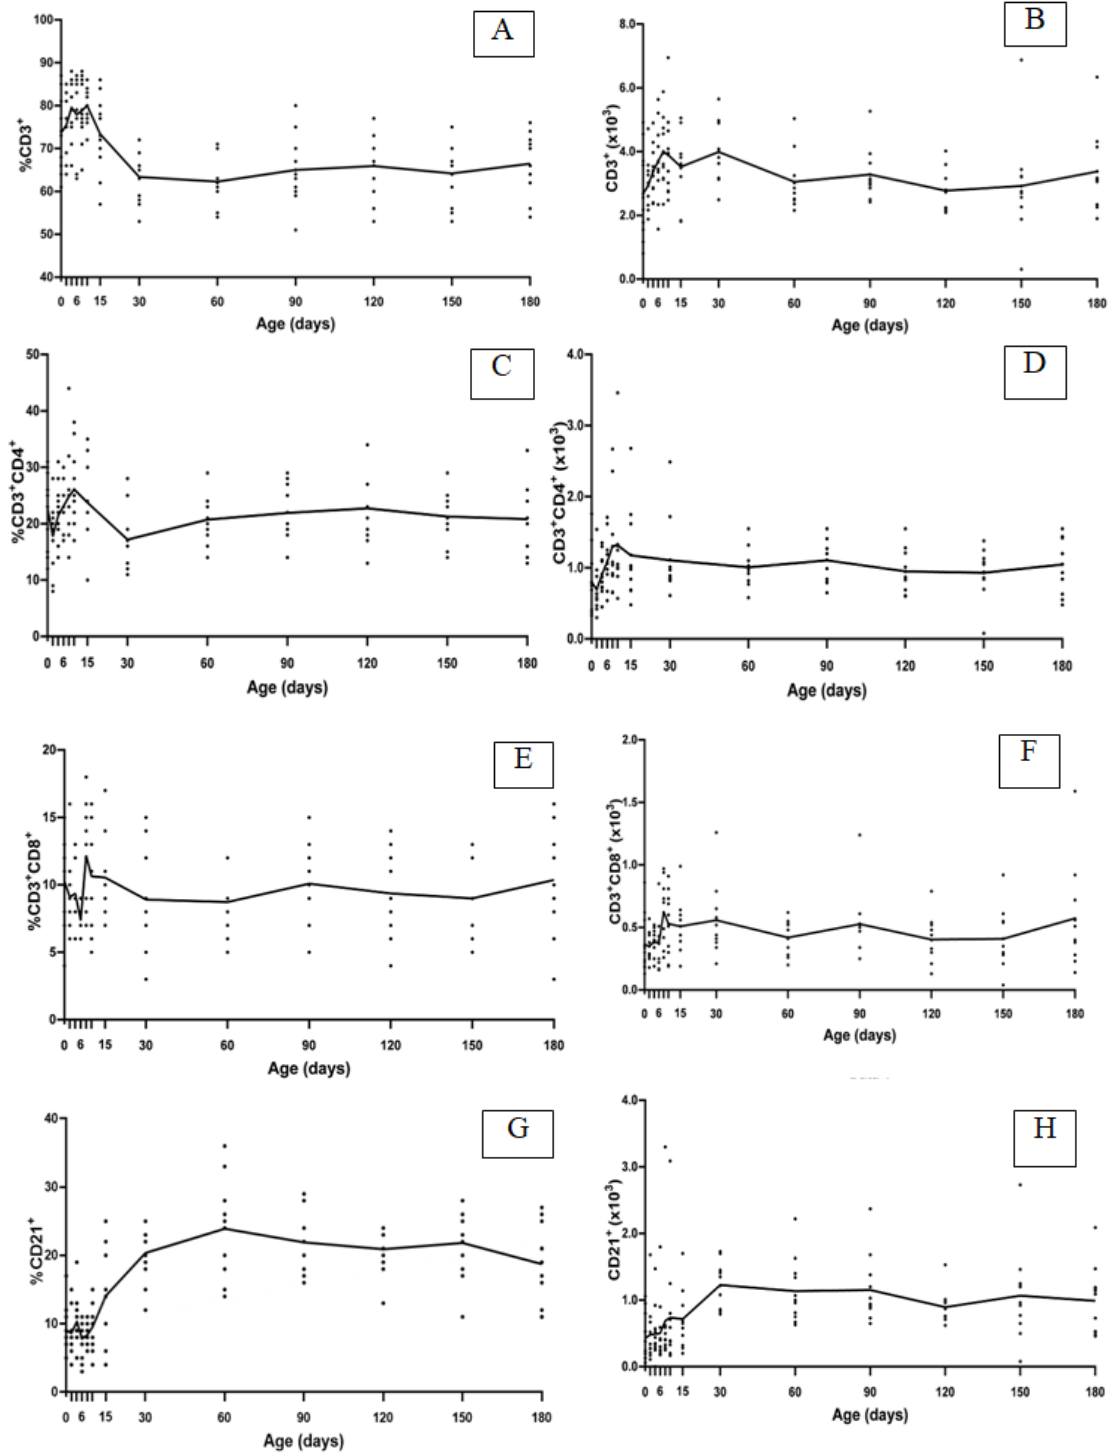 A
%CD3+
100
90
80
70
60
50
40
0 6 15 30 60 90 120 150 180
Age (days)
B
CD3+ (x10³)
8.0
6.0
4.0
2.0
0.0
0 6 15 30 60 90 120 150 180
Age (days)
C
%CD3+CD4+
50
40
30
20
10
0
0 6 15 30 60 90 120 150 180
Age (days)
D
CD3+CD4+ (x10³)
4.0
3.0
2.0
1.0
0.0
0 6 15 30 60 90 120 150 180
Age (days)
E
%CD3+CD8+
20
15
10
5
0
0 6 15 30 60 90 120 150 180
Age (days)
F
CD3+CD8+ (x10³)
2.0
1.5
1.0
0.5
0.0
0 6 15 30 60 90 120 150 180
Age (days)
G
%CD21+
40
30
20
10
0
0 6 15 30 60 90 120 150 180
Age (days)
H
CD21+ (x10³)
4.0
3.0
2.0
1.0
0.0
0 6 15 30 60 90 120 150 180
Age (days)